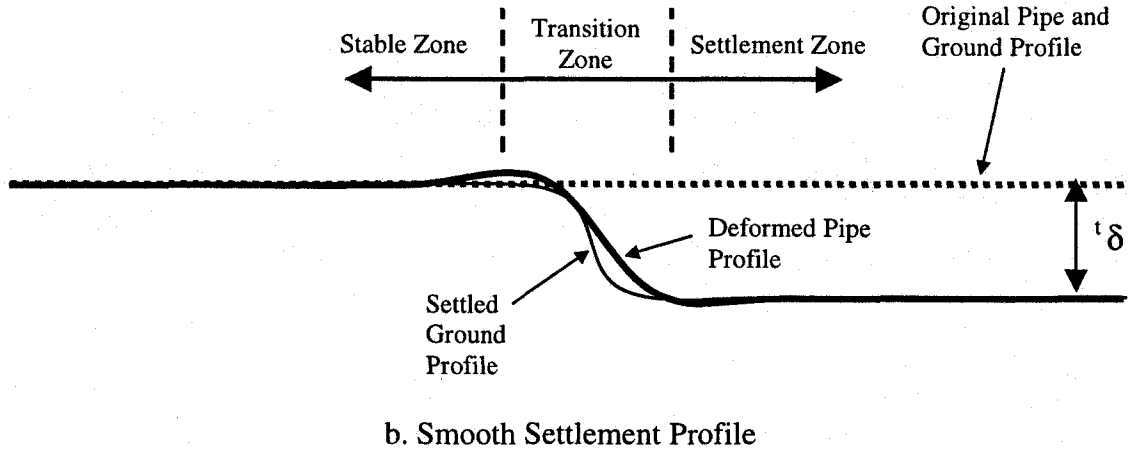 Original Pipe and
Ground Profile
Stable Zone
Transition
Zone
Settlement Zone
ᵗδ
Deformed Pipe
Profile
Settled
Ground
Profile
b. Smooth Settlement Profile